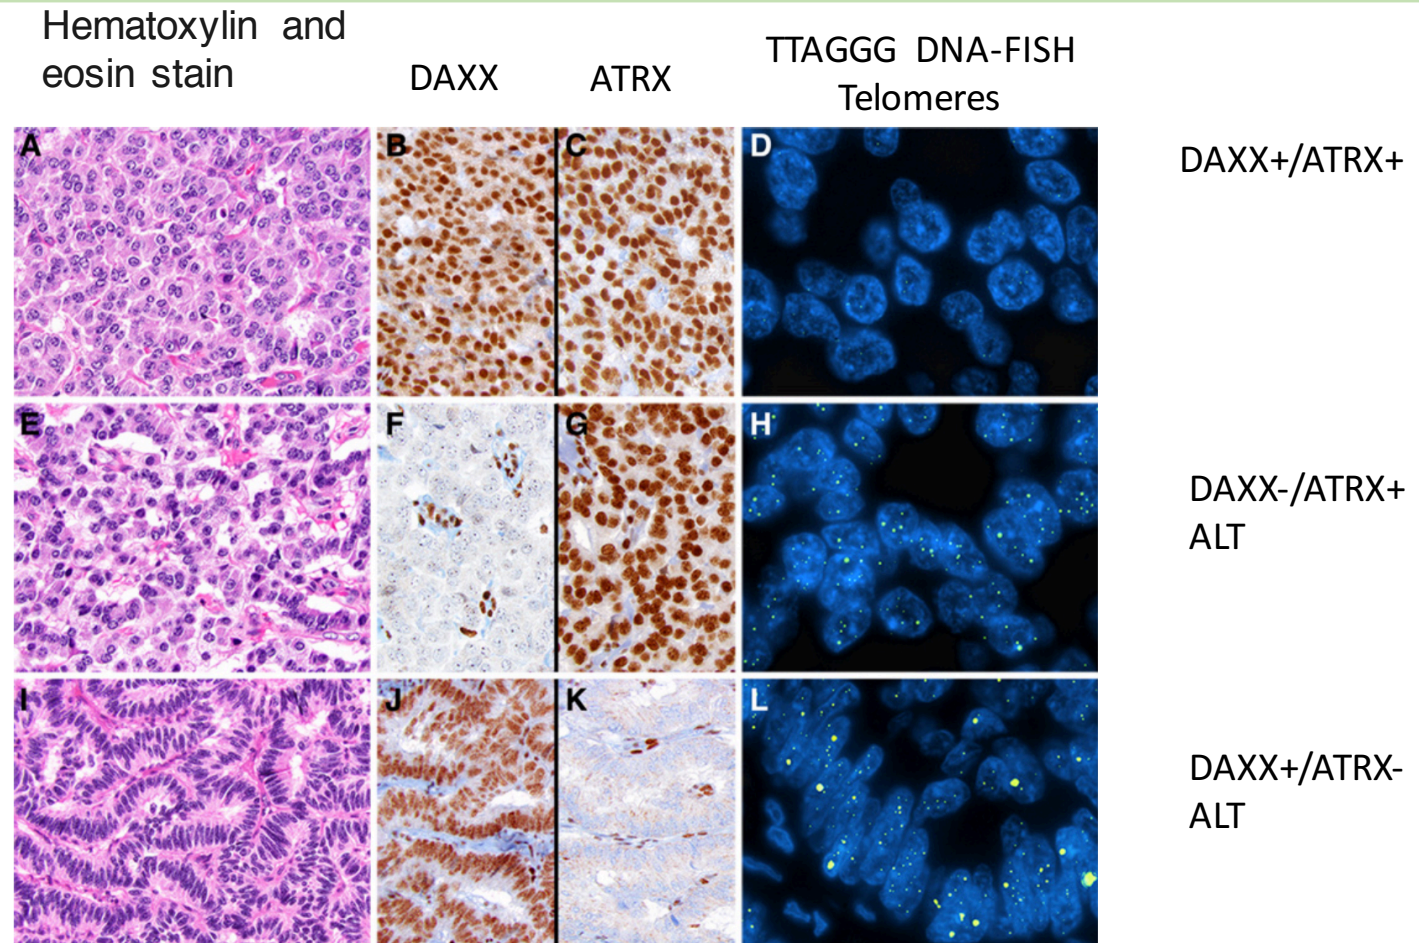 Hematoxylin and
eosin stain
DAXX
ATRX
TTAGGG DNA-FISH
Telomeres
A
B
C
D
DAXX+/ATRX+
E
F
G
H
DAXX-/ATRX+
ALT
I
J
K
L
DAXX+/ATRX-
ALT